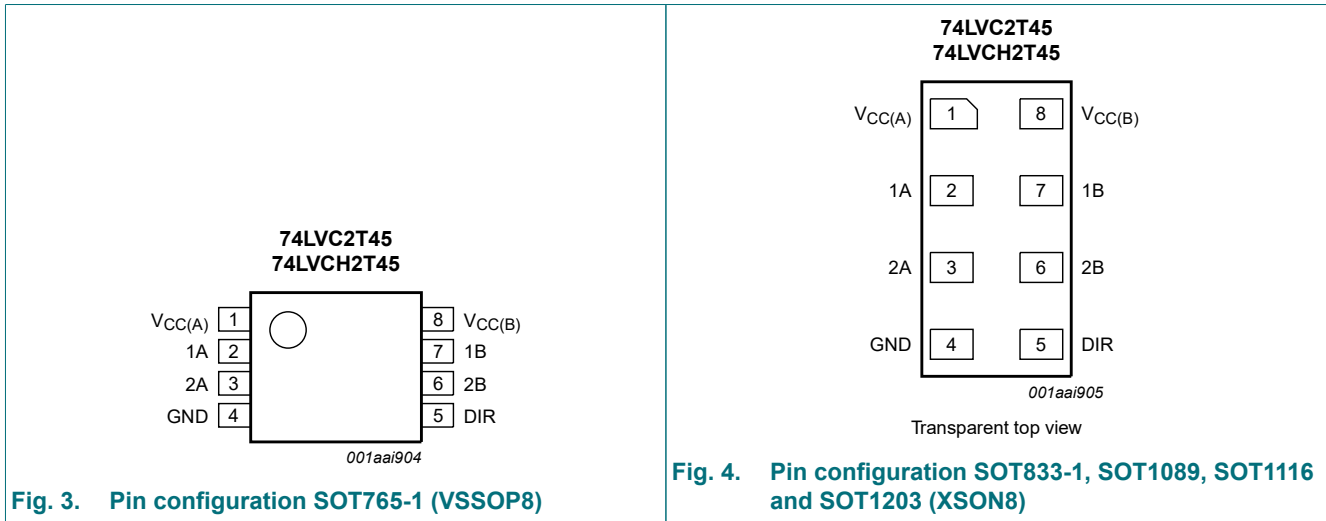 74LVC2T45
74LVCH2T45
VCC(A) 1
8 VCC(B)
1A 2
7 1B
2A 3
6 2B
GND 4
5 DIR
001aai904
Fig. 3. Pin configuration SOT765-1 (VSSOP8)
74LVC2T45
74LVCH2T45
VCC(A) 1
8 VCC(B)
1A 2
7 1B
2A 3
6 2B
GND 4
5 DIR
001aai905
Transparent top view
Fig. 4. Pin configuration SOT833-1, SOT1089, SOT1116
and SOT1203 (XSON8)